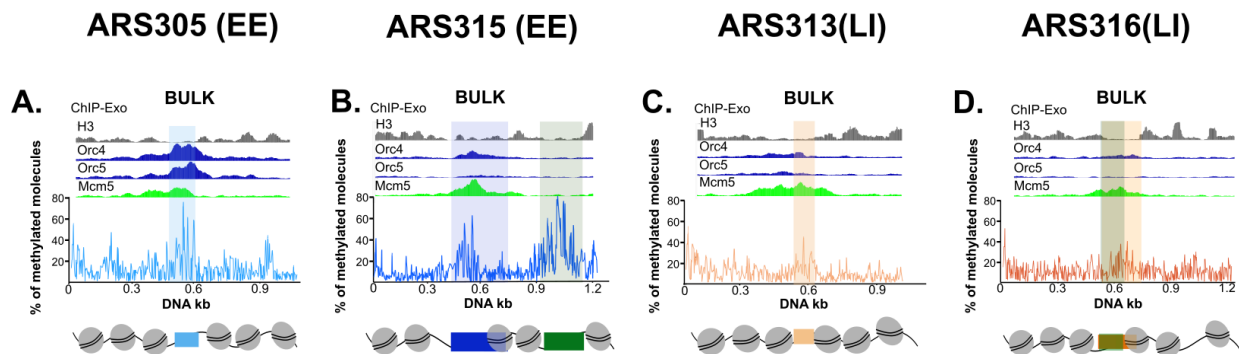 ARS305 (EE)
ARS315 (EE)
ARS313(LI)
ARS316(LI)
A.
BULK
ChIP-Exo
H3
Orc4
Orc5
Mcm5
% of methylated molecules
80
60
40
20
0
0.3
0.6
0.9
DNA kb
B.
BULK
ChIP-Exo
H3
Orc4
Orc5
Mcm5
% of methylated molecules
80
60
40
20
0
0.3
0.6
0.9
1.2
DNA kb
C.
BULK
ChIP-Exo
H3
Orc4
Orc5
Mcm5
% of methylated molecules
80
60
40
20
0
0.3
0.6
0.9
DNA kb
D.
BULK
ChIP-Exo
H3
Orc4
Orc5
Mcm5
% of methylated molecules
80
60
40
20
0
0.3
0.6
0.9
1.2
DNA kb